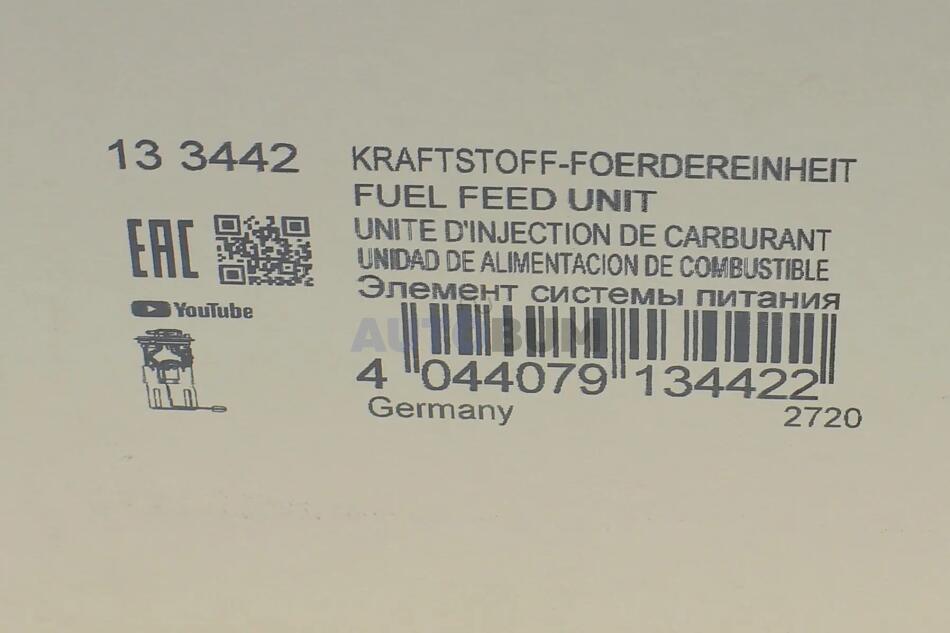 13 3442
KRAFTSTOFF-FOERDEREINHEIT
FUEL FEED UNIT
UNITE D'INJECTION DE CARBURANT
UNIDAD DE ALIMENTACION DE COMBUSTIBLE
Элемент системы питания
EAC
YouTube
AUTOBUM
4 044079 134422
Germany
2720